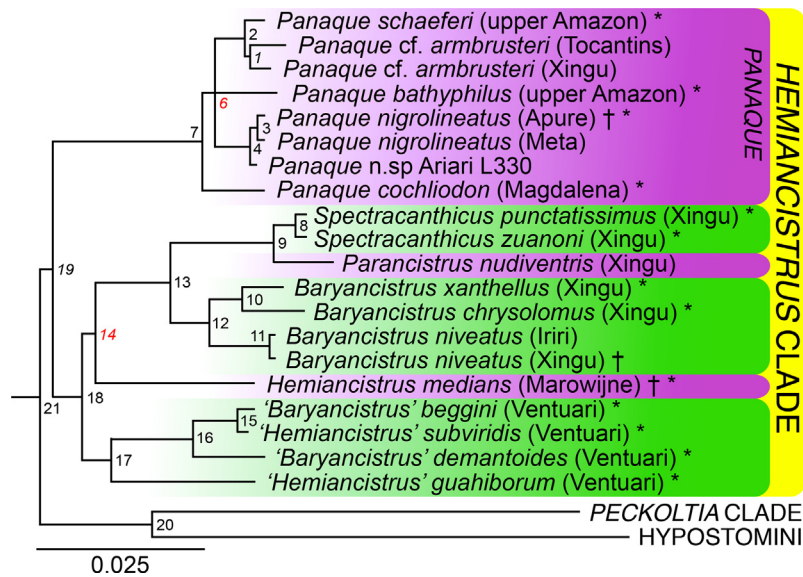 Panaque schaeferi (upper Amazon) *
2
Panaque cf. armbrusteri (Tocantins)
1
Panaque cf. armbrusteri (Xingu)
Panaque bathyphilus (upper Amazon) *
6
Panaque nigrolineatus (Apure) † *
3
7
Panaque nigrolineatus (Meta)
4
Panaque n.sp Ariari L330
Panaque cochliodon (Magdalena) *
PANAQUE
HEMIANCISTRUS CLADE
Spectracanthicus punctatissimus (Xingu) *
8
Spectracanthicus zuanoni (Xingu) *
9
Parancistrus nudiventris (Xingu)
19
13
Baryancistrus xanthellus (Xingu) *
10
Baryancistrus chrysolomus (Xingu) *
12
14
Baryancistrus niveatus (Iriri)
11
Baryancistrus niveatus (Xingu) †
Hemiancistrus medians (Marowijne) † *
18
21
'Baryancistrus' beggini (Ventuari) *
15
'Hemiancistrus' subviridis (Ventuari) *
16
'Baryancistrus' demantoides (Ventuari) *
17
'Hemiancistrus' guahiborum (Ventuari) *
PECKOLTIA CLADE
20
HYPOSTOMINI
0.025